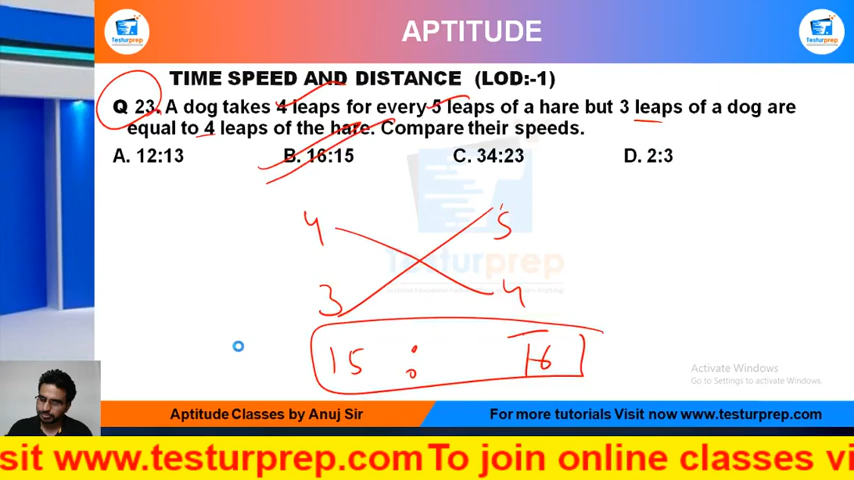 APTITUDE
Testurprep
Testurprep
TIME SPEED AND DISTANCE (LOD:-1)
Q 23. A dog takes 4 leaps for every 5 leaps of a hare but 3 leaps of a dog are
equal to 4 leaps of the hare. Compare their speeds.
A. 12:13 B. 16:15 C. 34:23 D. 2:3
4 5
Testurprep
3 4
15 : 16
Activate Windows
Go to Settings to activate Windows.
Aptitude Classes by Anuj Sir For more tutorials Visit now www.testurprep.com
sit www.testurprep.com To join online classes vi